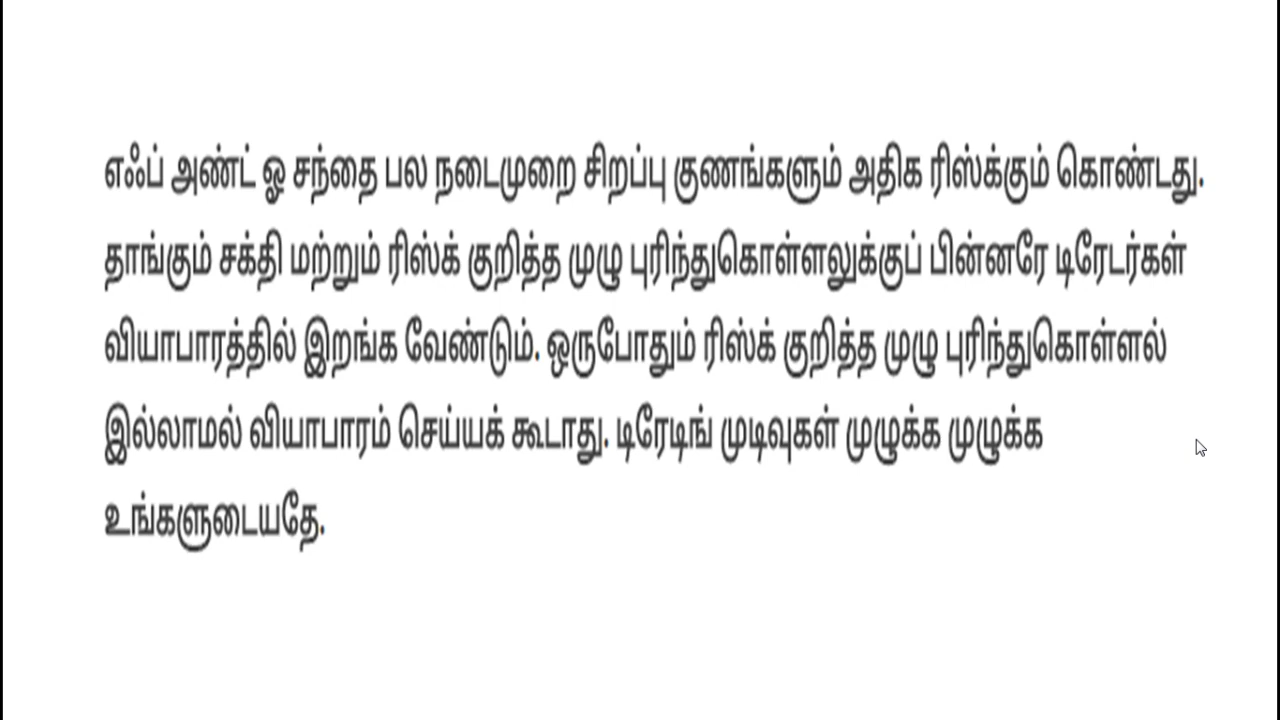 எஃப் அண்ட் ஓ சந்தை பல நடைமுறை சிறப்பு குணங்களும் அதிக ரிஸ்க்கும் கொண்டது.
தாங்கும் சக்தி மற்றும் ரிஸ்க் குறித்த முழு புரிந்துகொள்ளலுக்குப் பின்னரே டிரேடர்கள்
வியாபாரத்தில் இறங்க வேண்டும். ஒருபோதும் ரிஸ்க் குறித்த முழு புரிந்துகொள்ளல்
இல்லாமல் வியாபாரம் செய்யக் கூடாது. டிரேடிங் முடிவுகள் முழுக்க முழுக்க
உங்களுடையதே.